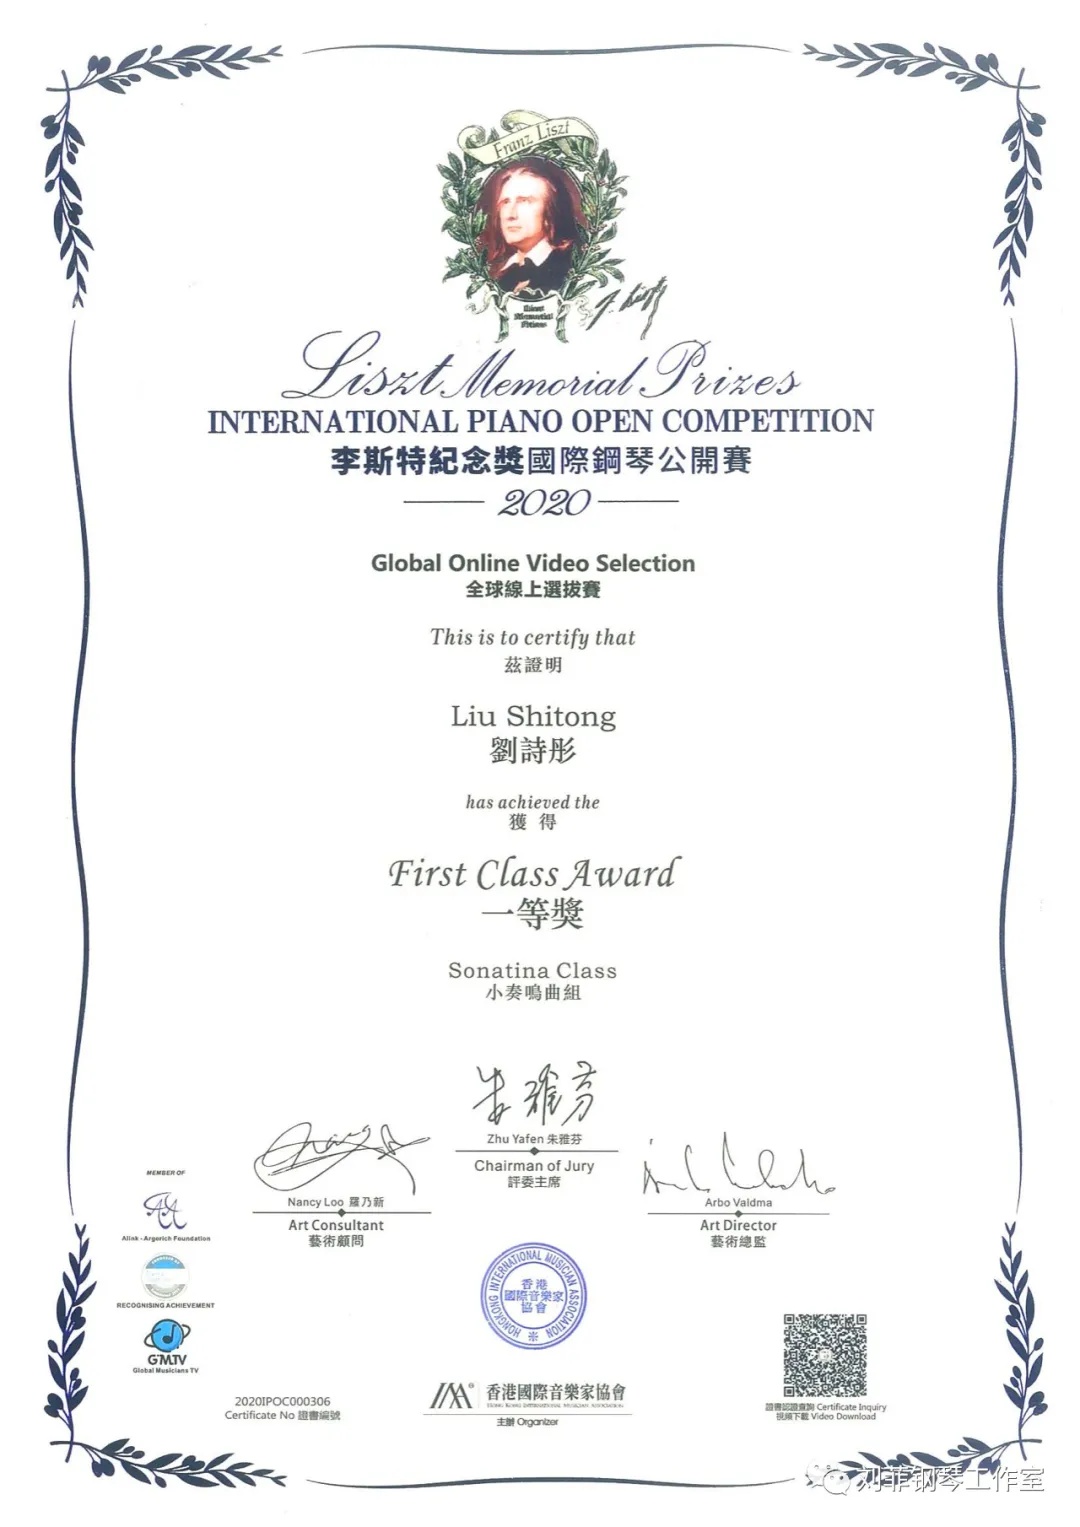 Franz Liszt
Liszt
Memorial
Prizes
F. Liszt
Liszt Memorial Prizes
INTERNATIONAL PIANO OPEN COMPETITION
李斯特紀念獎國際鋼琴公開賽
2020
Global Online Video Selection
全球線上選拔賽
This is to certify that
茲證明
Liu Shitong
劉詩彤
has achieved the
獲 得
First Class Award
一等獎
Sonatina Class
小奏鳴曲組
朱雅芬
Zhu Yafen 朱雅芬
Chairman of Jury
評委主席
Nancy Loo 羅乃新
Art Consultant
藝術顧問
Arbo Valdma
Art Director
藝術總監
MEMBER OF
Alink - Argerich Foundation
RECOGNISING ACHIEVEMENT
GMTV
Global Musicians TV
HONGKONG INTERNATIONAL MUSICIAN ASSOCIATION
香港
國際音樂家
協會
2020IPOC000306
Certificate No 證書編號
香港國際音樂家協會
HONG KONG INTERNATIONAL MUSICIAN ASSOCIATION
主辦 Organizer
證書認證查詢 Certificate Inquiry
視頻下載 Video Download
刘菲钢琴工作室